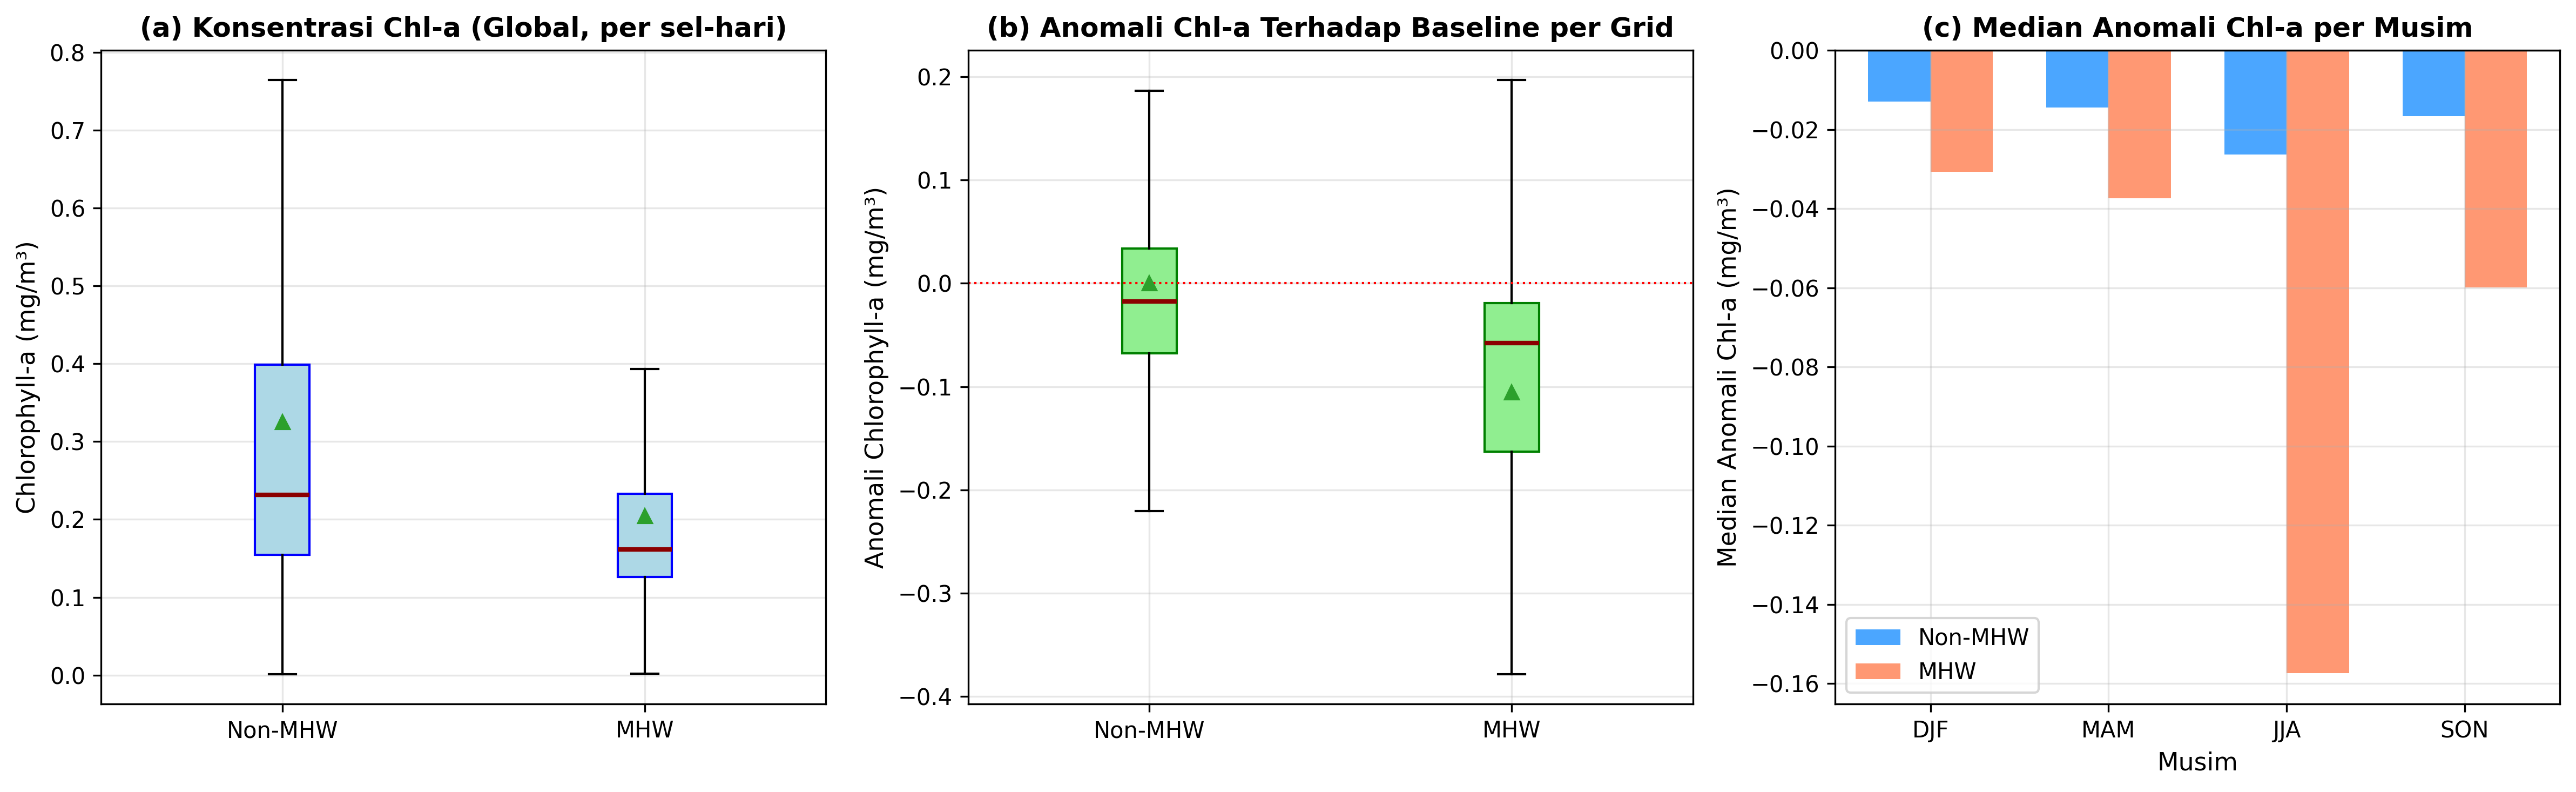 (a) Konsentrasi Chl-a (Global, per sel-hari)
Chlorophyll-a (mg/m³)
0.8
0.7
0.6
0.5
0.4
0.3
0.2
0.1
0.0
Non-MHW
MHW
(b) Anomali Chl-a Terhadap Baseline per Grid
Anomali Chlorophyll-a (mg/m³)
0.2
0.1
0.0
−0.1
−0.2
−0.3
−0.4
Non-MHW
MHW
(c) Median Anomali Chl-a per Musim
Median Anomali Chl-a (mg/m³)
0.00
−0.02
−0.04
−0.06
−0.08
−0.10
−0.12
−0.14
−0.16
Non-MHW
MHW
DJF
MAM
JJA
SON
Musim